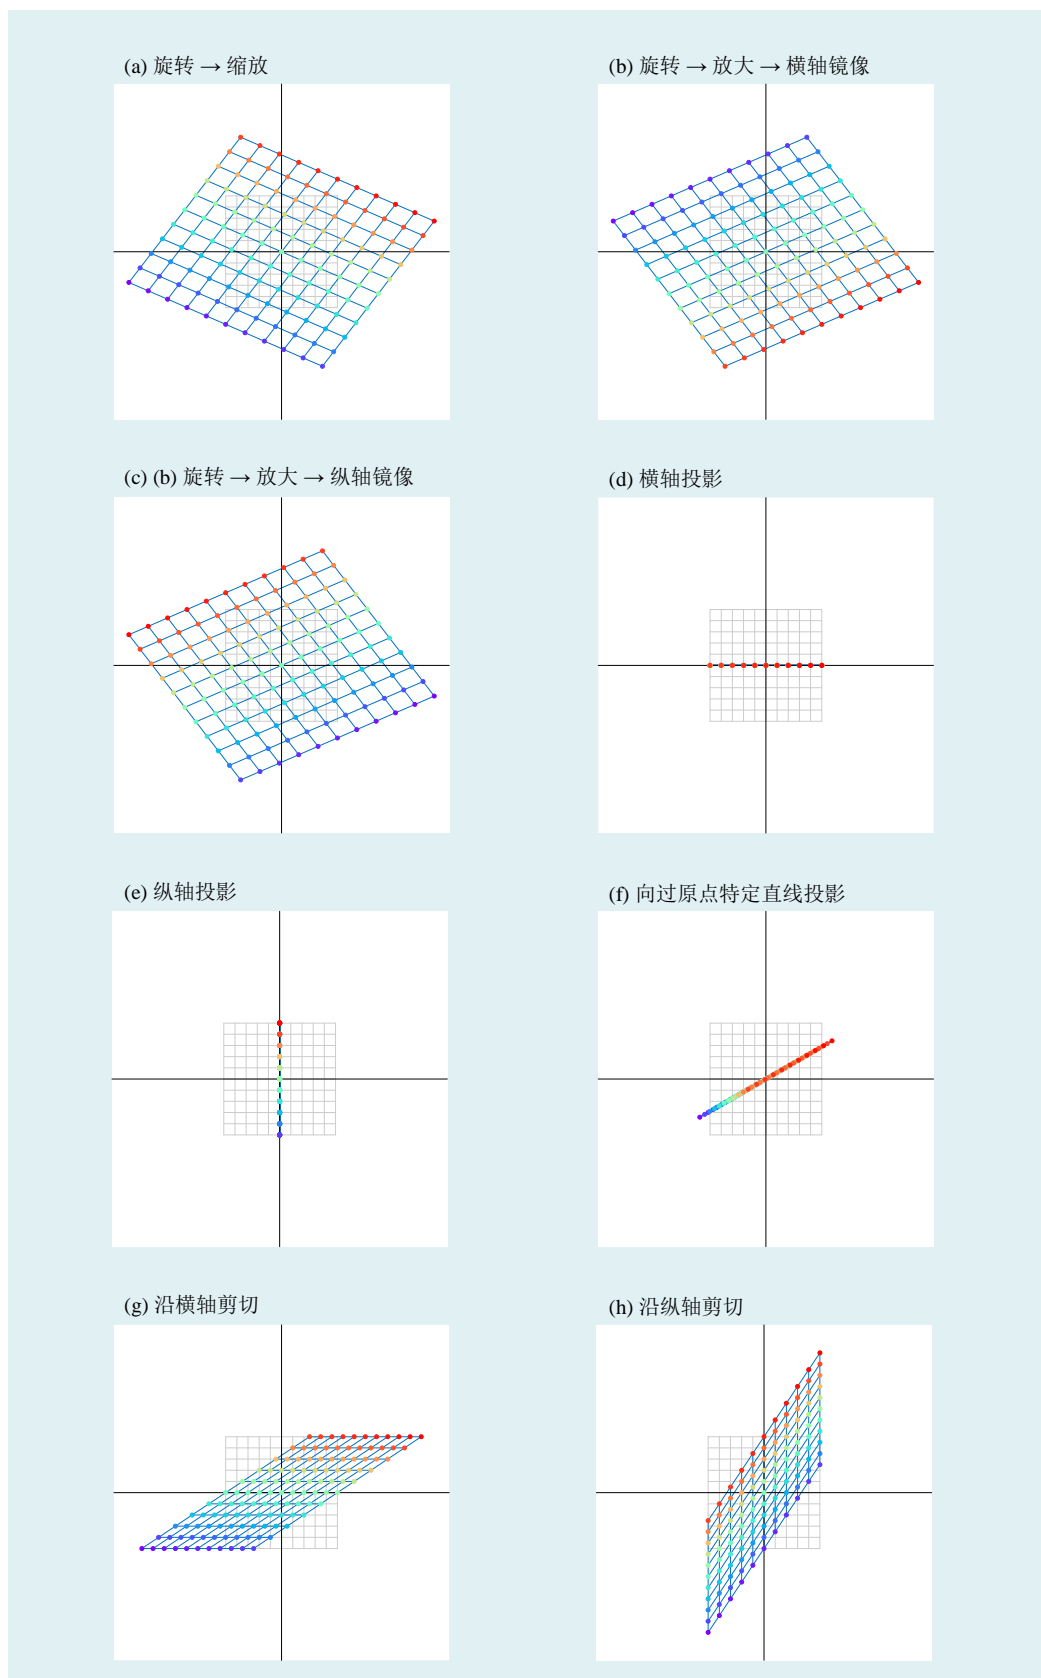 (a) 旋转 → 缩放
(b) 旋转 → 放大 → 横轴镜像
(c) (b) 旋转 → 放大 → 纵轴镜像
(d) 横轴投影
(e) 纵轴投影
(f) 向过原点特定直线投影
(g) 沿横轴剪切
(h) 沿纵轴剪切